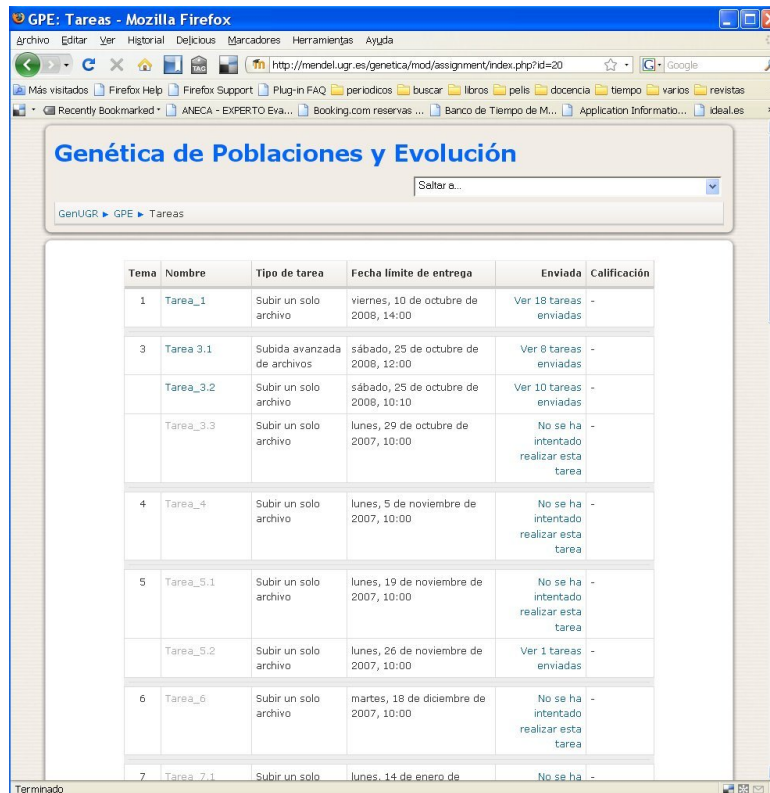 GPE: Tareas - Mozilla Firefox
Archivo Editar Ver Historial Delicious Marcadores Herramientas Ayuda
http://mendel.ugr.es/genetica/mod/assignment/index.php?id=20
G Google
Más visitados Firefox Help Firefox Support Plug-in FAQ periodicos buscar libros pelis docencia tiempo varios revistas
Recently Bookmarked ANECA - EXPERTO Eva... Booking.com reservas ... Banco de Tiempo de M... Application Informatio... ideal.es
Genética de Poblaciones y Evolución
Saltar a...
GenUGR ► GPE ► Tareas
Tema Nombre Tipo de tarea Fecha límite de entrega Enviada Calificación
1 Tarea_1 Subir un solo viernes, 10 de octubre de Ver 18 tareas -
archivo 2008, 14:00 enviadas
3 Tarea 3.1 Subida avanzada sábado, 25 de octubre de Ver 8 tareas -
de archivos 2008, 12:00 enviadas
Tarea_3.2 Subir un solo sábado, 25 de octubre de Ver 10 tareas -
archivo 2008, 10:10 enviadas
Tarea_3.3 Subir un solo lunes, 29 de octubre de No se ha -
archivo 2007, 10:00 intentado
realizar esta
tarea
4 Tarea_4 Subir un solo lunes, 5 de noviembre de No se ha -
archivo 2007, 10:00 intentado
realizar esta
tarea
5 Tarea_5.1 Subir un solo lunes, 19 de noviembre de No se ha -
archivo 2007, 10:00 intentado
realizar esta
tarea
Tarea_5.2 Subir un solo lunes, 26 de noviembre de Ver 1 tareas -
archivo 2007, 10:00 enviadas
6 Tarea_6 Subir un solo martes, 18 de diciembre de No se ha -
archivo 2007, 10:00 intentado
realizar esta
tarea
7 Tarea_7.1 Subir un solo lunes, 14 de enero de No se ha -
Terminado